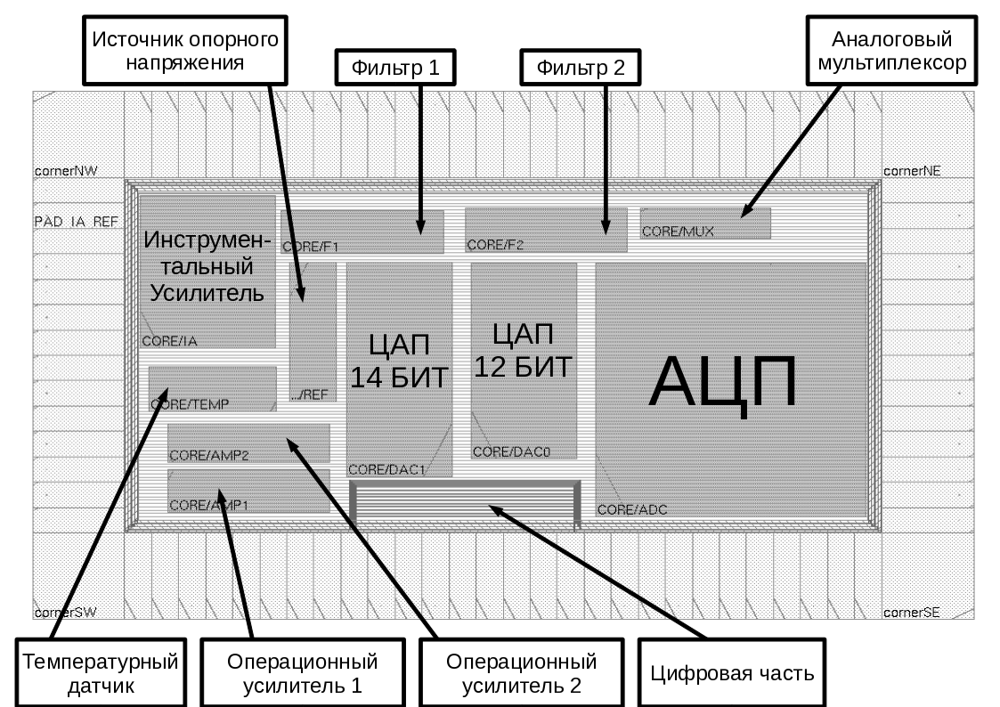 Источник опорного
напряжения
Фильтр 1
Фильтр 2
Аналоговый
мультиплексор
cornerNW
cornerNE
PAD IA REF
Инструмен-
тальный
Усилитель
CORE/IA
CORE/F1
CORE/F2
CORE/MUX
.../REF
ЦАП
14 БИТ
CORE/DAC1
ЦАП
12 БИТ
CORE/DAC0
АЦП
CORE/ADC
CORE/TEMP
CORE/AMP2
CORE/AMP1
cornerSW
cornerSE
Температурный
датчик
Операционный
усилитель 1
Операционный
усилитель 2
Цифровая часть